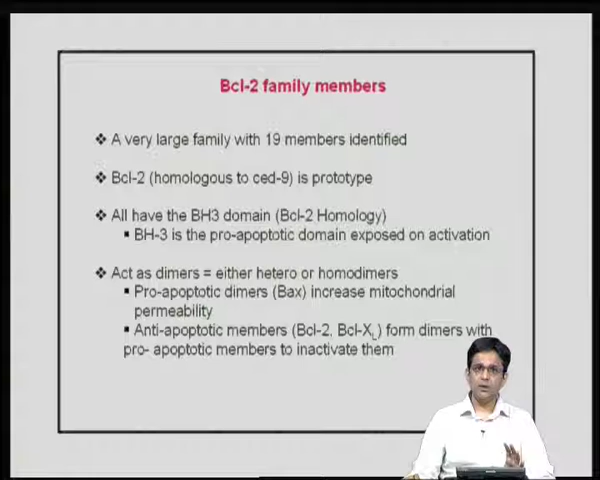 Bcl-2 family members
❖ A very large family with 19 members identified
❖ Bcl-2 (homologous to ced-9) is prototype
❖ All have the BH3 domain (Bcl-2 Homology)
▪ BH-3 is the pro-apoptotic domain exposed on activation
❖ Act as dimers = either hetero or homodimers
▪ Pro-apoptotic dimers (Bax) increase mitochondrial
permeability
▪ Anti-apoptotic members (Bcl-2, Bcl-XL) form dimers with
pro- apoptotic members to inactivate them